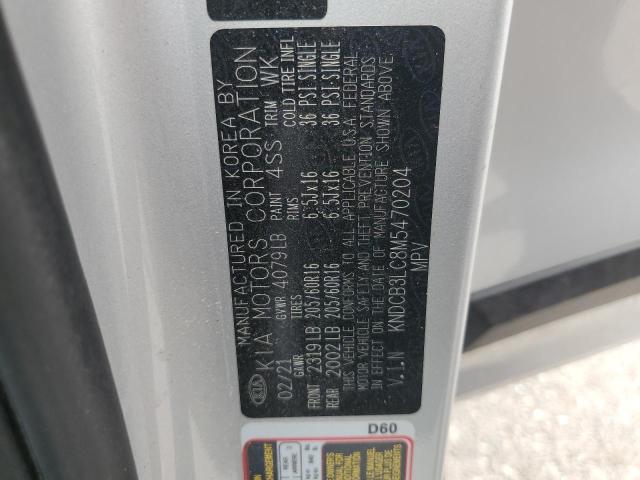 MANUFACTURED IN KOREA BY
KIA MOTORS CORPORATION
KIA
02/21 GVWR 4079LB PAINT 4SS TRIM WK
GAWR TIRES RIMS COLD TIRE INFL
FRONT 2319LB 205/60R16 6.5Jx16 36 PSI-SINGLE
REAR 2002LB 205/60R16 6.5Jx16 36 PSI-SINGLE
THIS VEHICLE CONFORMS TO ALL APPLICABLE U.S.A FEDERAL
MOTOR VEHICLE SAFETY AND THEFT PREVENTION STANDARDS
IN EFFECT ON THE DATE OF MANUFACTURE SHOWN ABOVE.
V.I.N KNDCB3LC8M5470204
MPV
D60